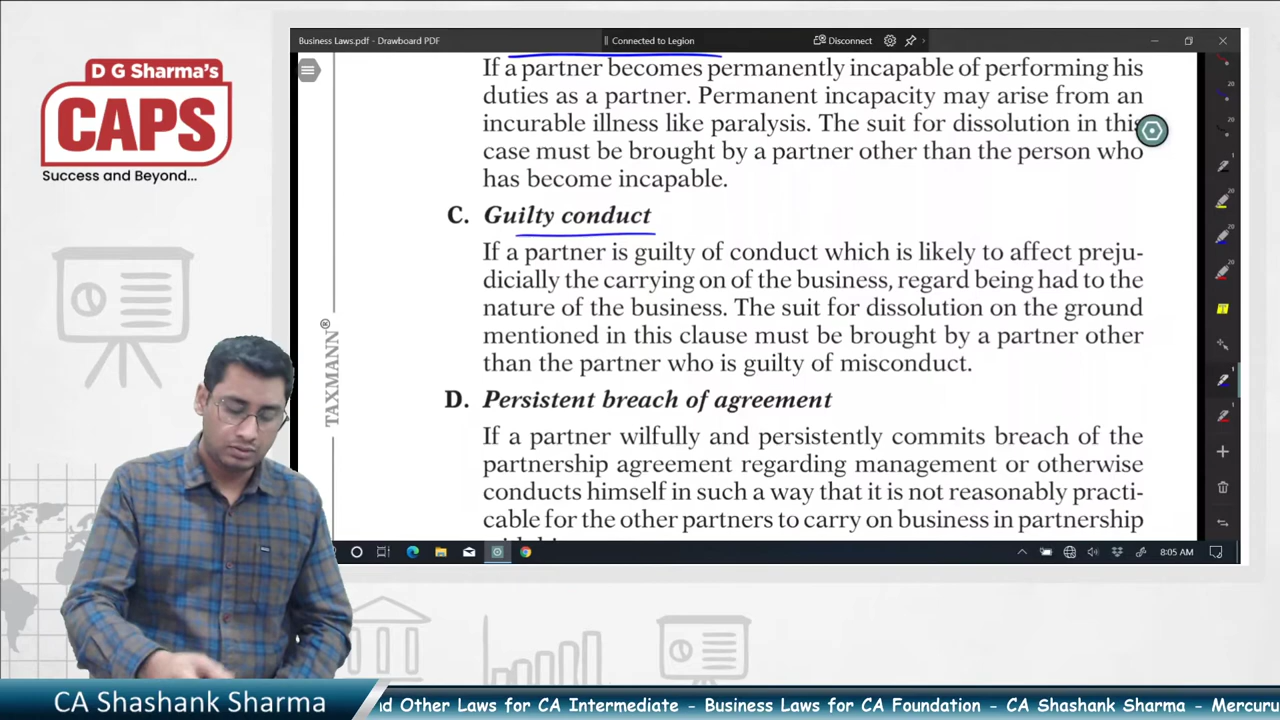 D G Sharma's
CAPS
Success and Beyond...
Business Laws.pdf - Drawboard PDF
Connected to Legion
Disconnect
If a partner becomes permanently incapable of performing his
duties as a partner. Permanent incapacity may arise from an
incurable illness like paralysis. The suit for dissolution in this
case must be brought by a partner other than the person who
has become incapable.
C. Guilty conduct
If a partner is guilty of conduct which is likely to affect preju-
dicially the carrying on of the business, regard being had to the
nature of the business. The suit for dissolution on the ground
mentioned in this clause must be brought by a partner other
than the partner who is guilty of misconduct.
D. Persistent breach of agreement
If a partner wilfully and persistently commits breach of the
partnership agreement regarding management or otherwise
conducts himself in such a way that it is not reasonably practi-
cable for the other partners to carry on business in partnership
TAXMANN®
20
20
20
1
20
20
1
1
8:05 AM
CA Shashank Sharma
d Other Laws for CA Intermediate - Business Laws for CA Foundation - CA Shashank Sharma - Mercuru